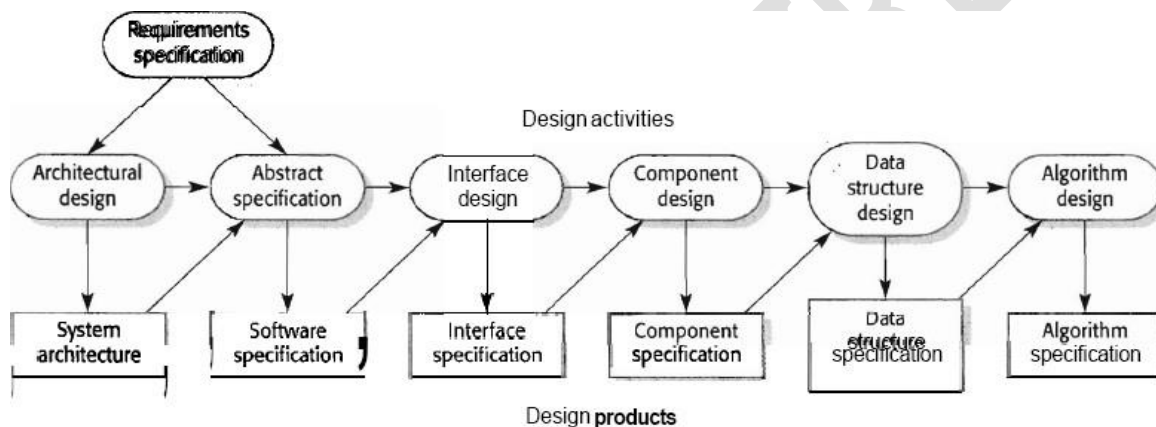 Requirements
specification
Design activities
Architectural
design
Abstract
specification
Interface
design
Component
design
Data
structure
design
Algorithm
design
System
architecture
Software
specification
Interface
specification
Component
specification
Data
structure
specification
Algorithm
specification
Design products